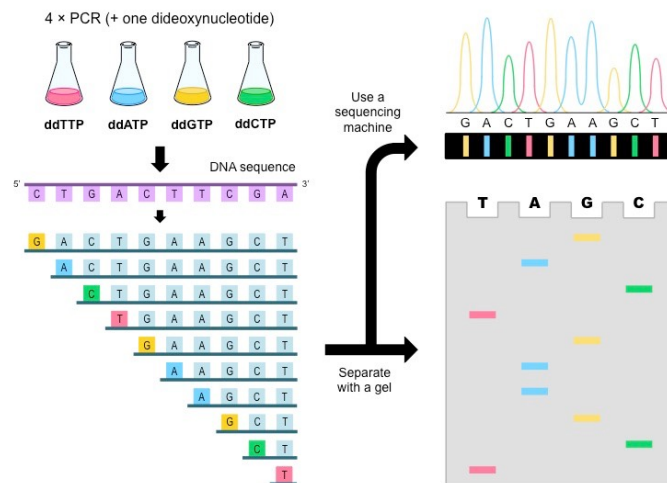 4 × PCR (+ one dideoxynucleotide)
ddTTP ddATP ddGTP ddCTP
DNA sequence
5' 3'
C T G A C T T C G A
G A C T G A A G C T
A C T G A A G C T
C T G A A G C T
T G A A G C T
G A A G C T
A A G C T
A G C T
G C T
C T
T
Use a
sequencing
machine
Separate
with a gel
G A C T G A A G C T
T A G C